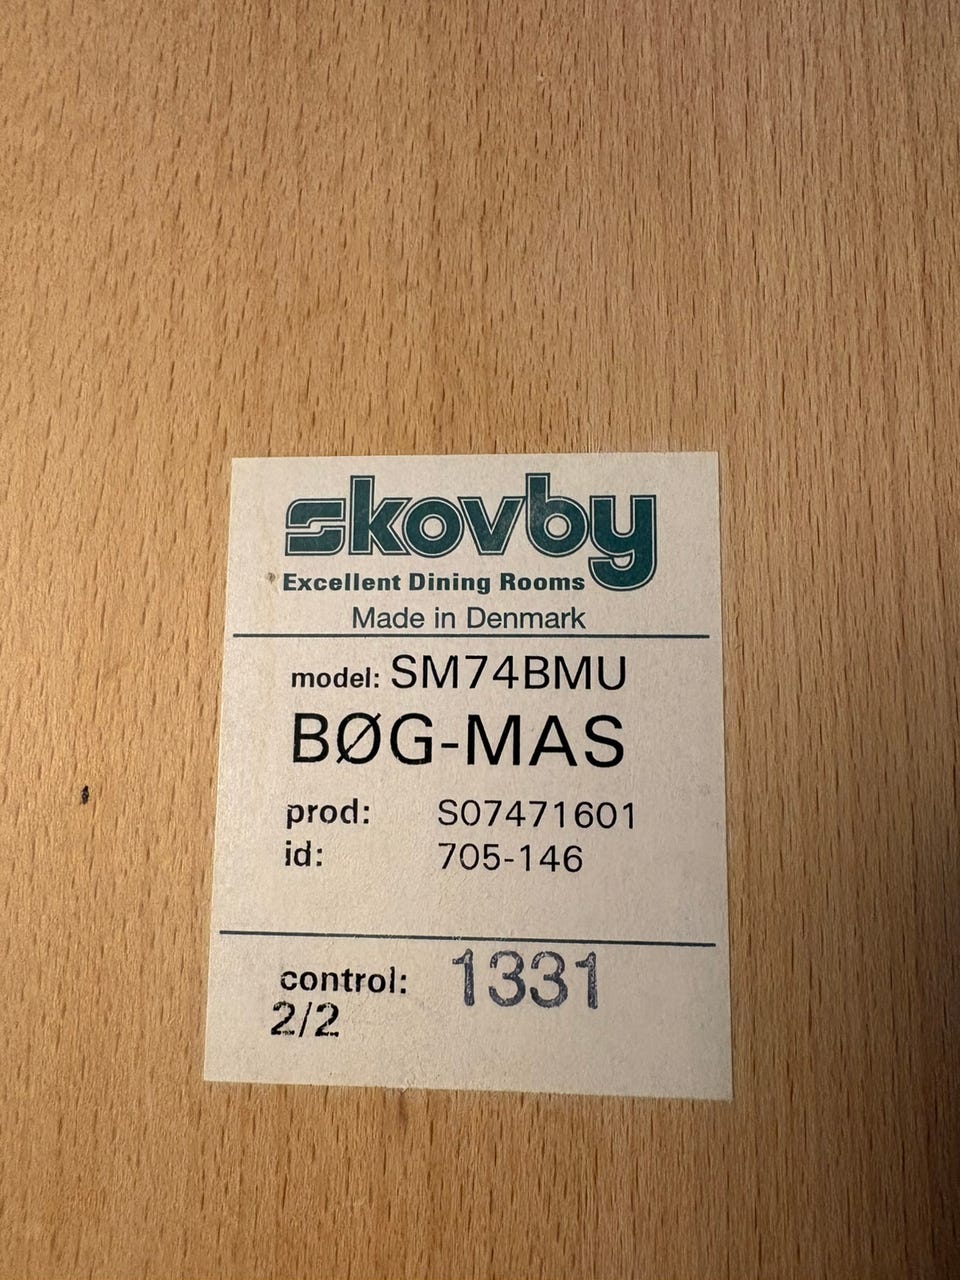 skovby
Excellent Dining Rooms
Made in Denmark
model: SM74BMU
BØG-MAS
prod: S07471601
id: 705-146
control: 1331
2/2